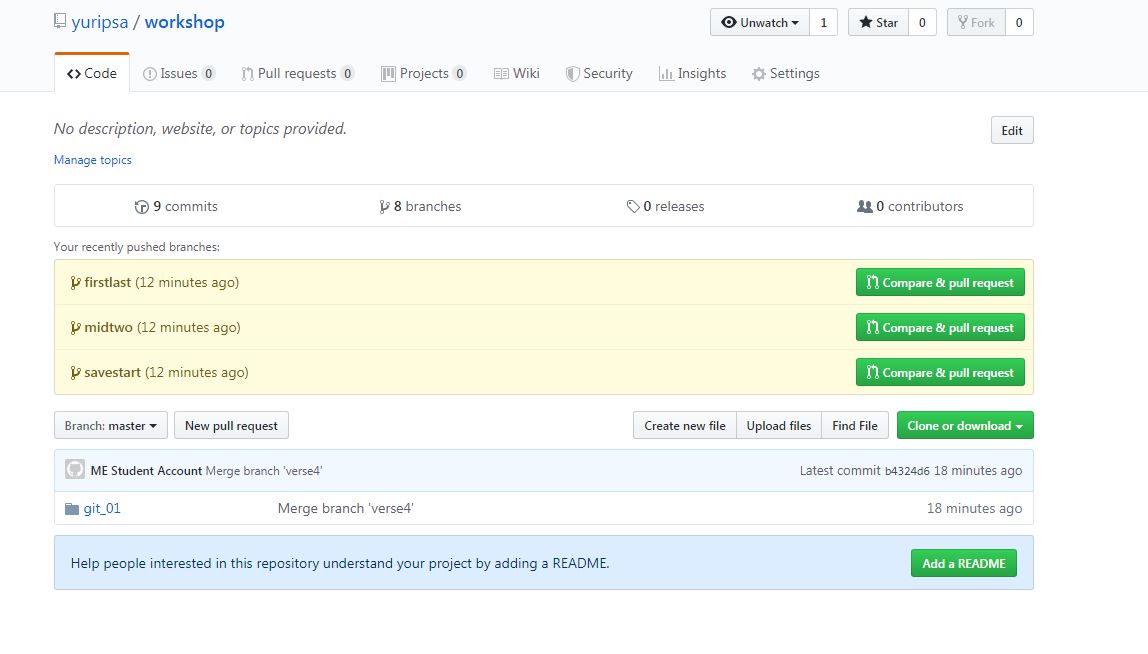 yuripsa / workshop
Unwatch 1 Star 0 Fork 0
Code Issues 0 Pull requests 0 Projects 0 Wiki Security Insights Settings
No description, website, or topics provided. Edit
Manage topics
9 commits 8 branches 0 releases 0 contributors
Your recently pushed branches:
firstlast (12 minutes ago) Compare & pull request
midtwo (12 minutes ago) Compare & pull request
savestart (12 minutes ago) Compare & pull request
Branch: master New pull request Create new file Upload files Find File Clone or download
ME Student Account Merge branch 'verse4' Latest commit b4324d6 18 minutes ago
git_01 Merge branch 'verse4' 18 minutes ago
Help people interested in this repository understand your project by adding a README. Add a README